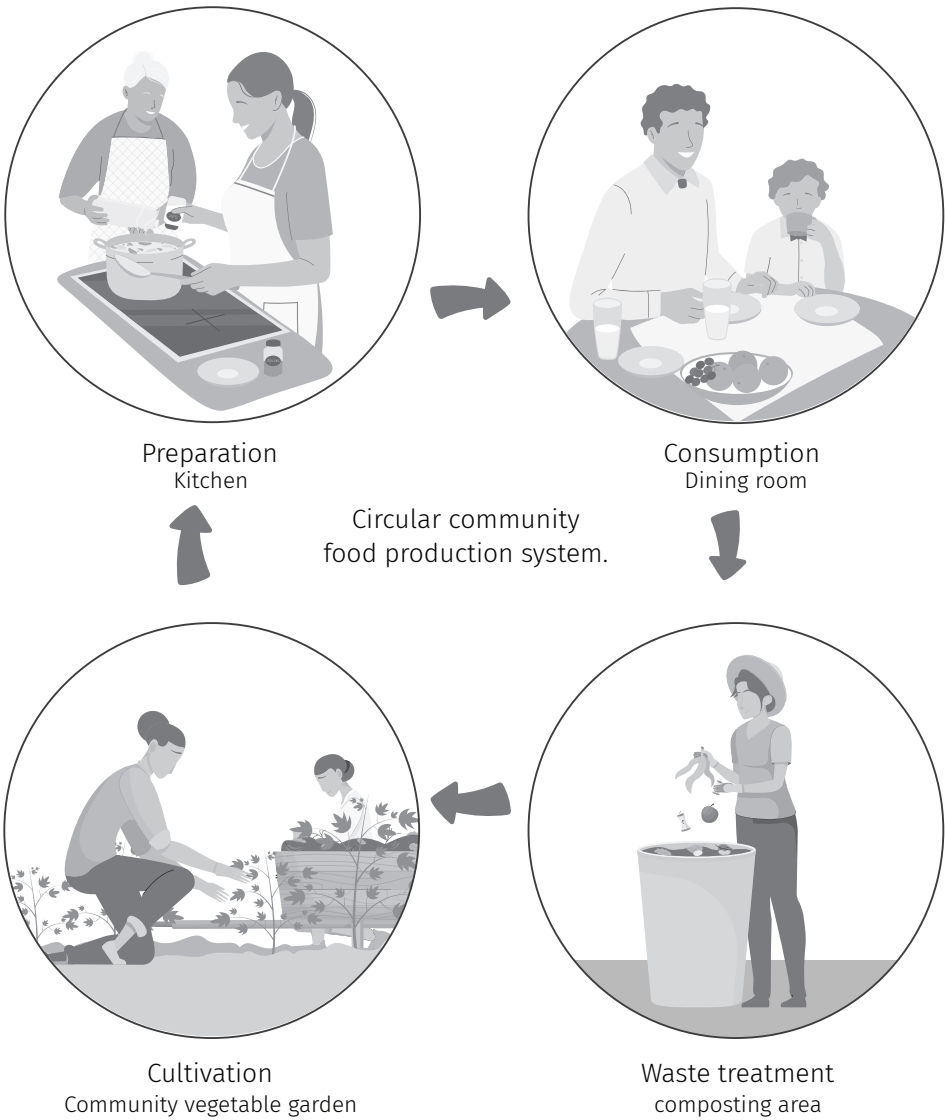 Preparation
Kitchen
Consumption
Dining room
Circular community
food production system.
Cultivation
Community vegetable garden
Waste treatment
composting area